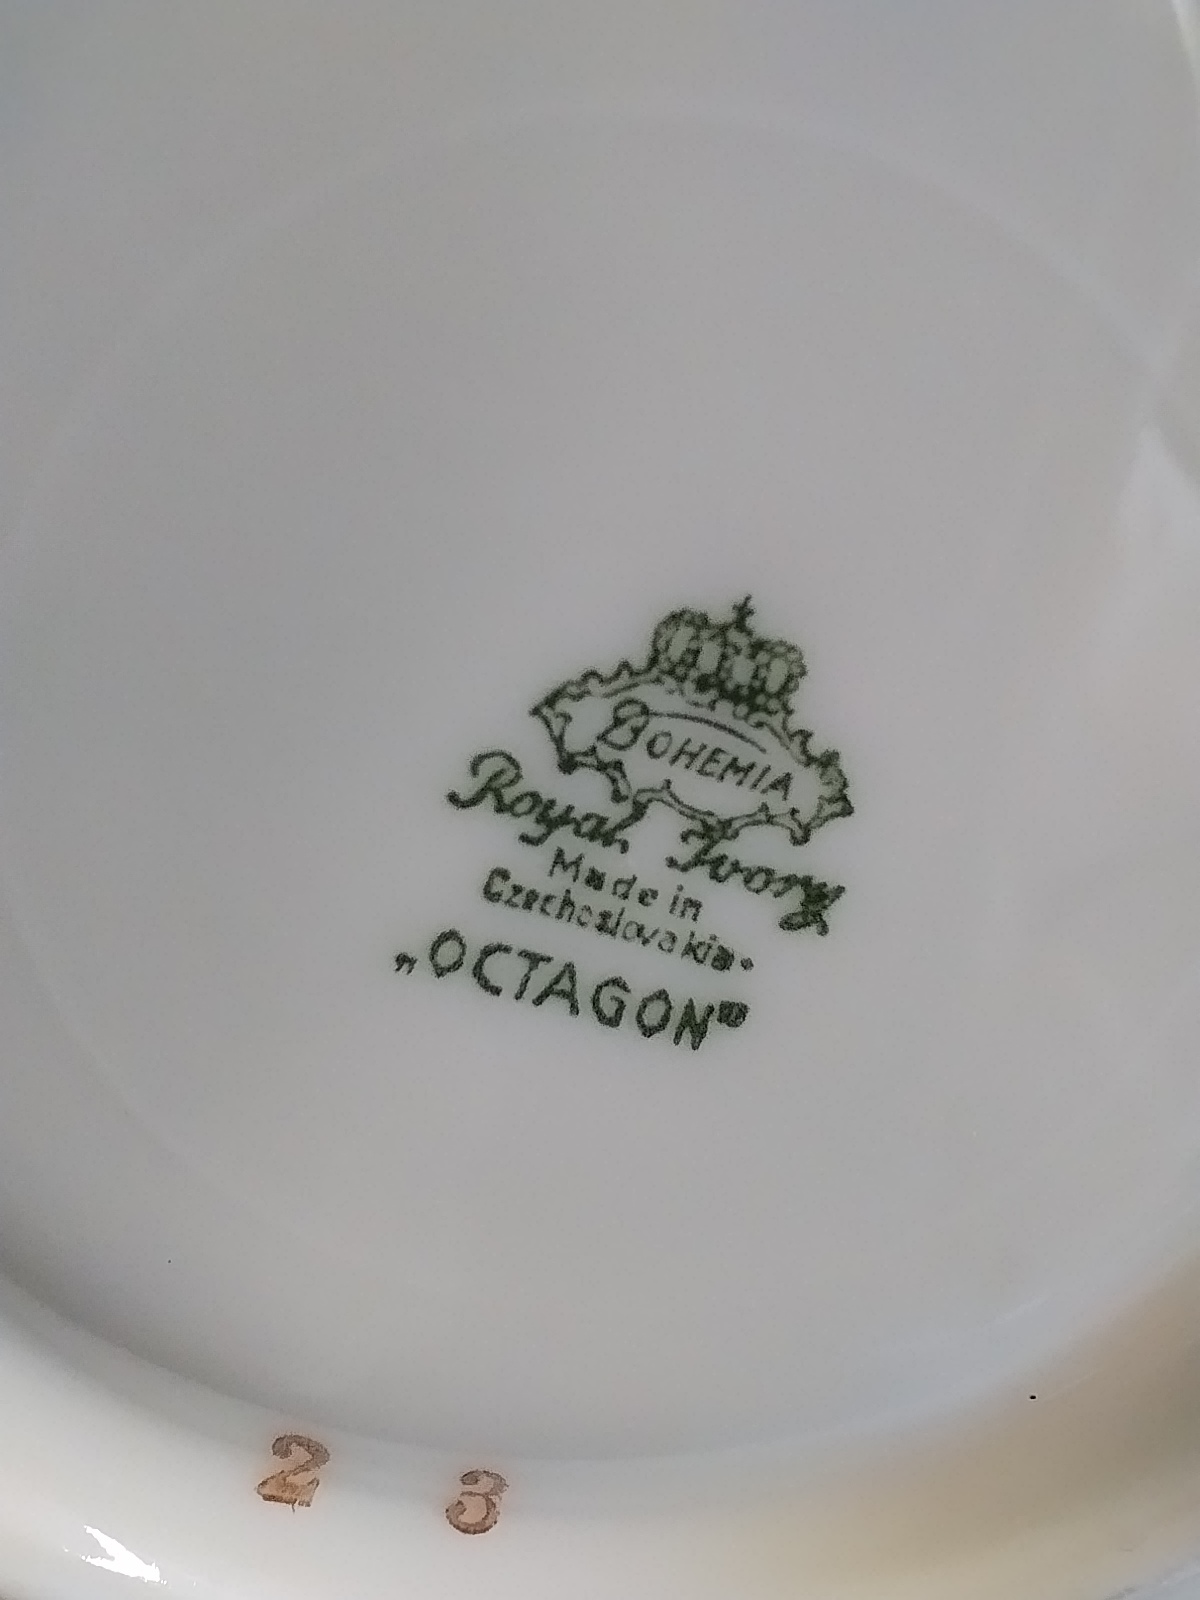 BOHEMIA
Royal Ivory
Made in
Czechoslovakia.
„OCTAGON"
2 3